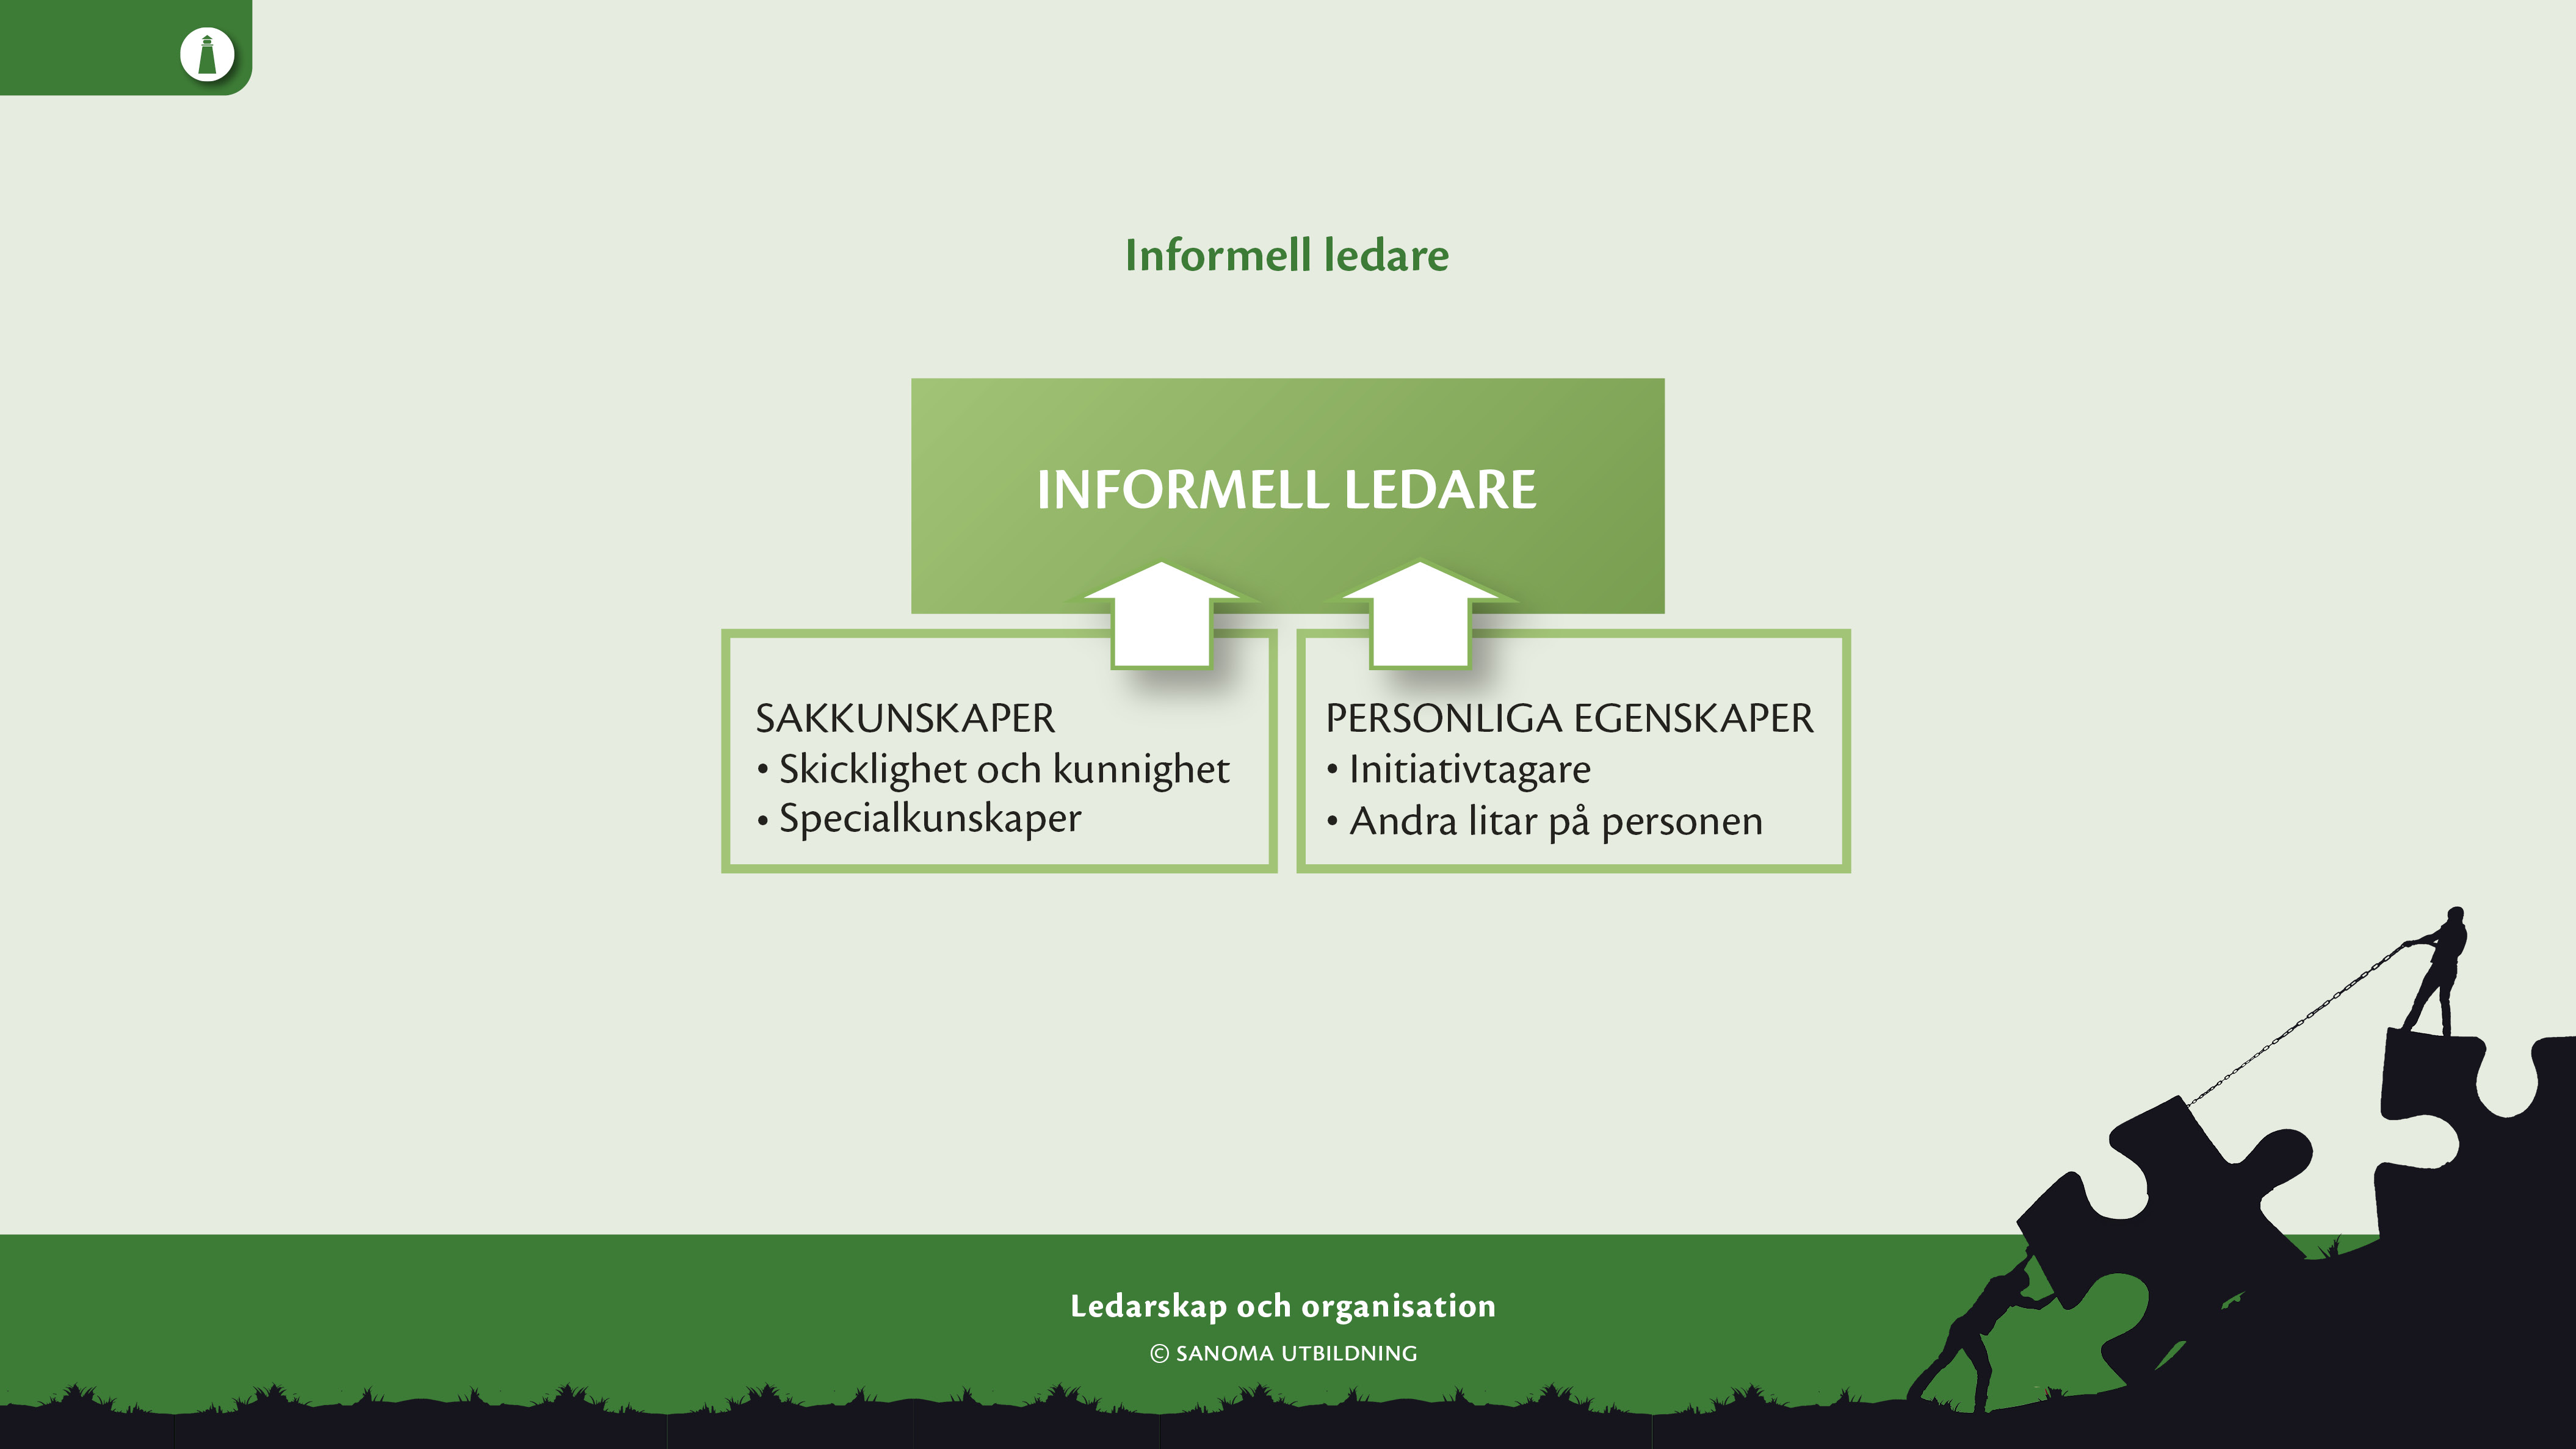 Informell ledare
INFORMELL LEDARE
SAKKUNSKAPER
• Skicklighet och kunnighet
• Specialkunskaper
PERSONLIGA EGENSKAPER
• Initiativtagare
• Andra litar på personen
Ledarskap och organisation
© SANOMA UTBILDNING